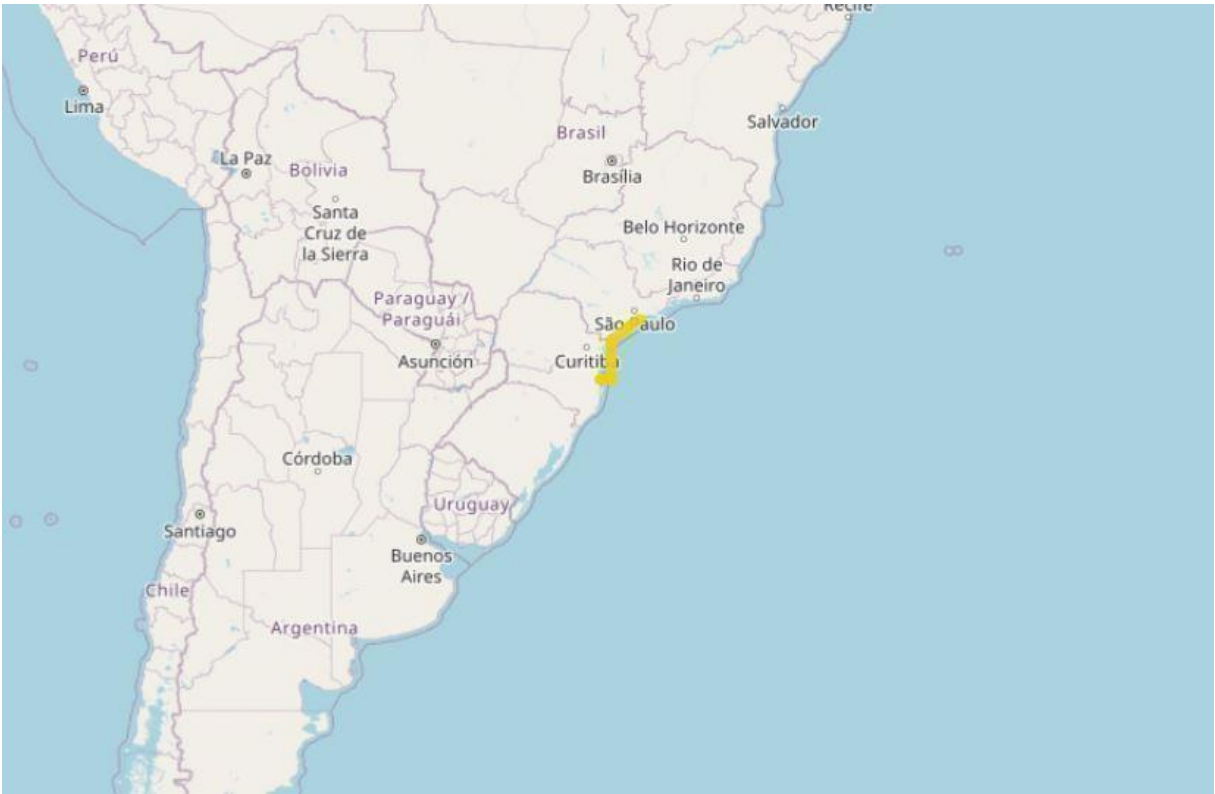 Recife
Perú
Lima
Salvador
Brasil
La Paz
Bolivia
Brasília
Santa
Cruz de
la Sierra
Belo Horizonte
Rio de
Janeiro
Paraguay /
Paraguái
São Paulo
Asunción
Curitiba
Córdoba
Uruguay
Santiago
Buenos
Aires
Chile
Argentina